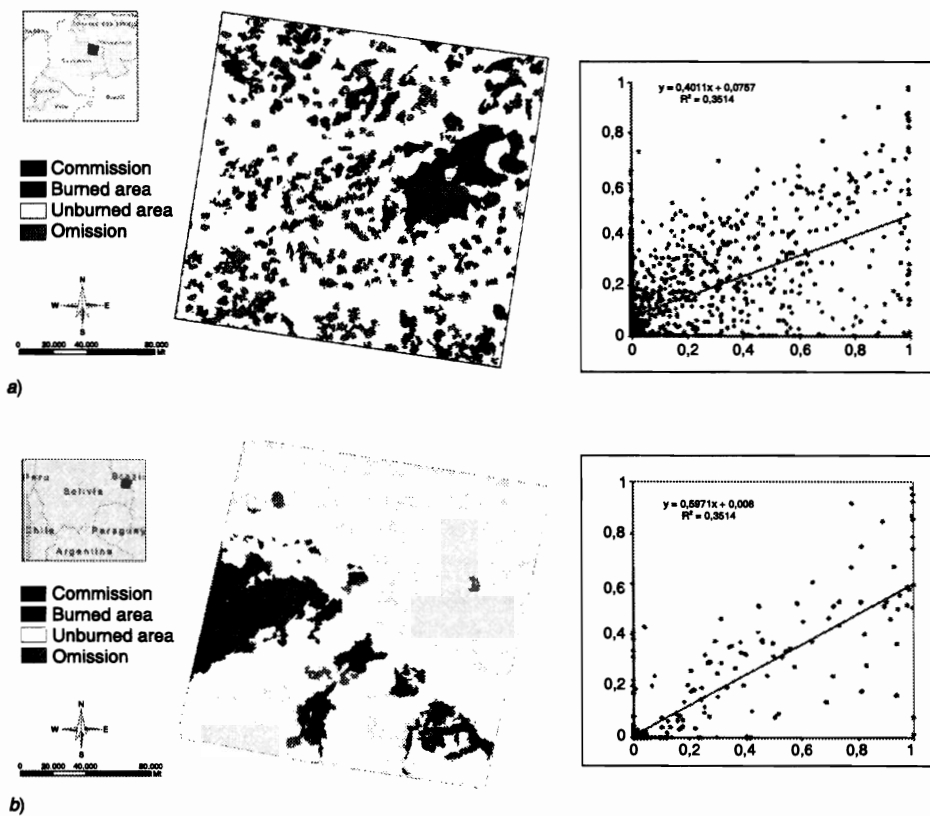 Commission
Burned area
Unburned area
Omission
N
W E
S
0 20.000 40.000 80.000
Mt
a)
y = 0,4011x + 0,0757
R² = 0,3514
1
0,8
0,6
0,4
0,2
0
0 0,2 0,4 0,6 0,8 1
Peru Brazil
Bolivia
Chile Paraguay
Argentina
Commission
Burned area
Unburned area
Omission
N
W E
S
0 20.000 40.000 80.000
Mt
b)
y = 0,5971x + 0,006
R² = 0,3514
1
0,8
0,6
0,4
0,2
0
0 0,2 0,4 0,6 0,8 1